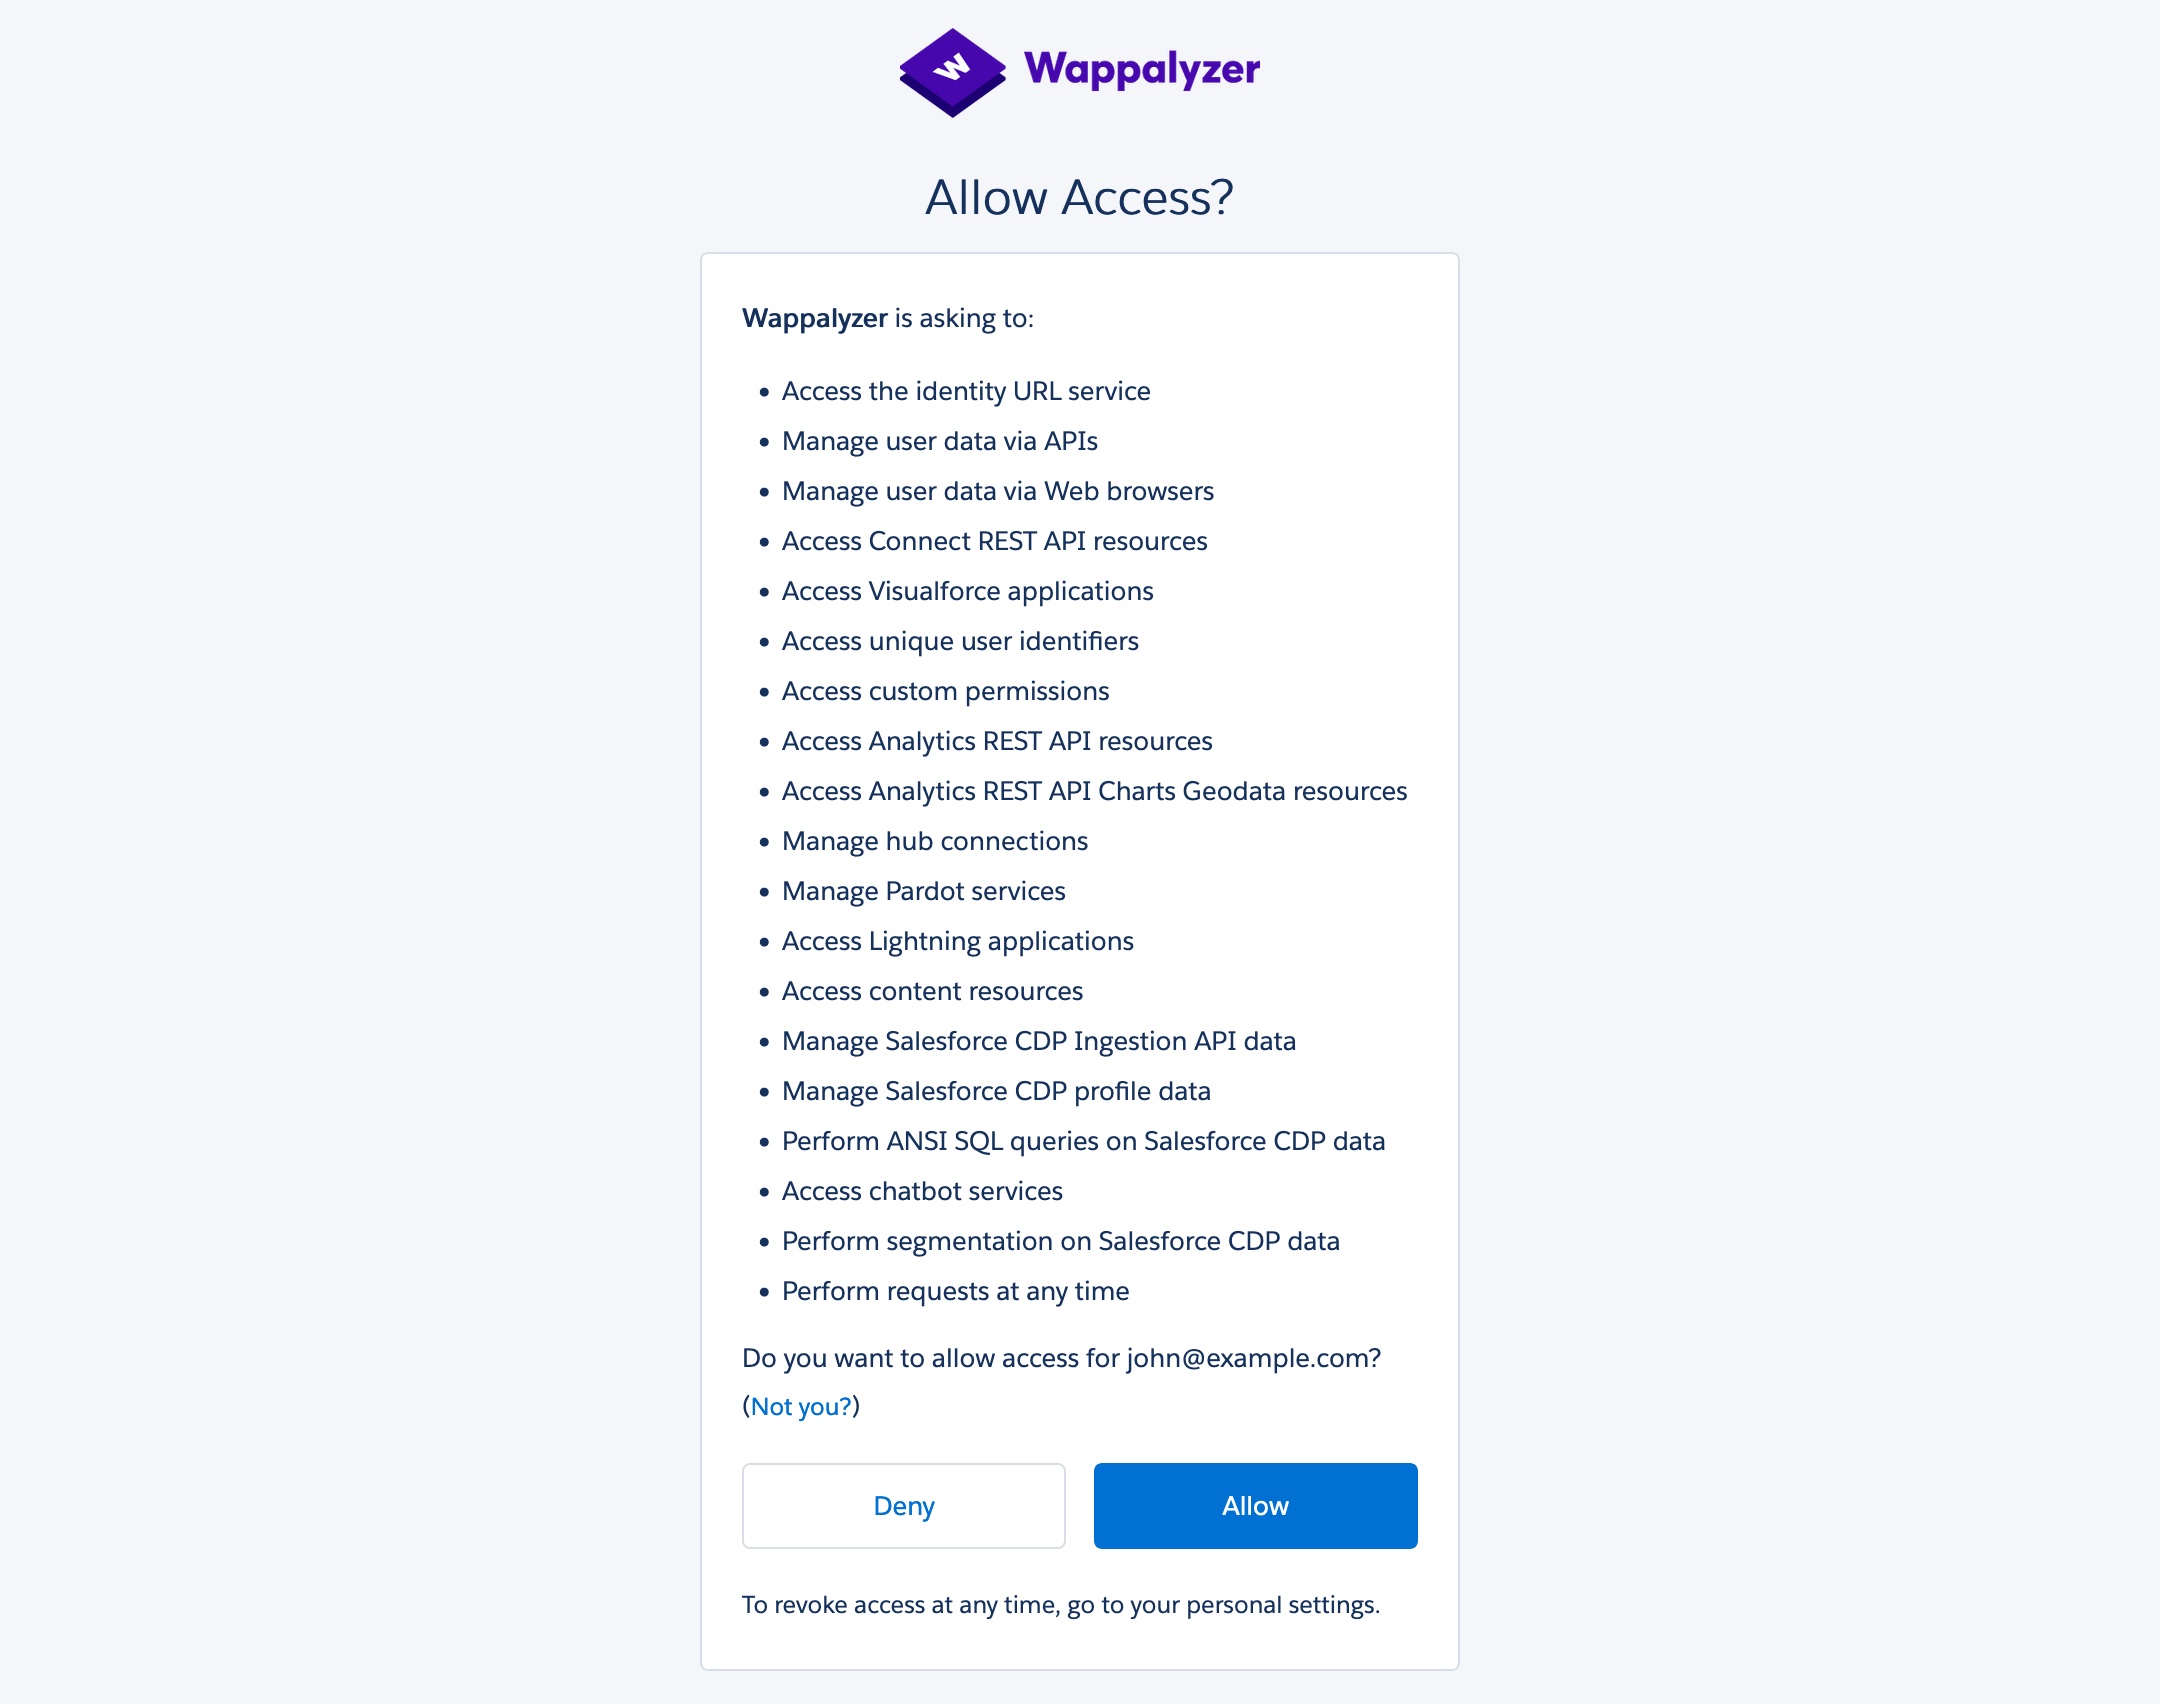 W
Wappalyzer
Allow Access?
Wappalyzer is asking to:
• Access the identity URL service
• Manage user data via APIs
• Manage user data via Web browsers
• Access Connect REST API resources
• Access Visualforce applications
• Access unique user identifiers
• Access custom permissions
• Access Analytics REST API resources
• Access Analytics REST API Charts Geodata resources
• Manage hub connections
• Manage Pardot services
• Access Lightning applications
• Access content resources
• Manage Salesforce CDP Ingestion API data
• Manage Salesforce CDP profile data
• Perform ANSI SQL queries on Salesforce CDP data
• Access chatbot services
• Perform segmentation on Salesforce CDP data
• Perform requests at any time
Do you want to allow access for john@example.com?
(Not you?)
Deny
Allow
To revoke access at any time, go to your personal settings.